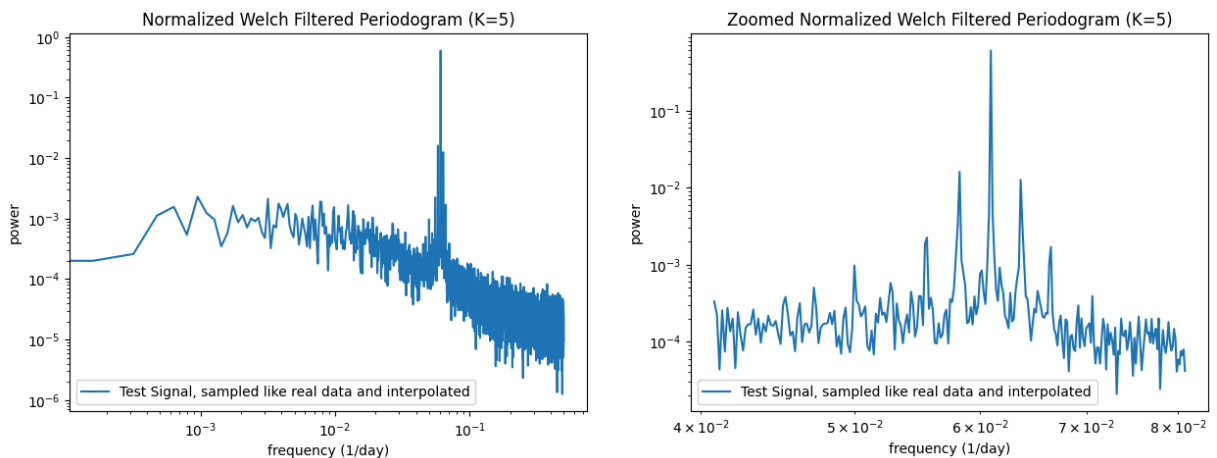 Normalized Welch Filtered Periodogram (K=5)
10⁰
10⁻¹
10⁻²
10⁻³
10⁻⁴
10⁻⁵
10⁻⁶
power
Test Signal, sampled like real data and interpolated
10⁻³ 10⁻² 10⁻¹
frequency (1/day)
Zoomed Normalized Welch Filtered Periodogram (K=5)
10⁻¹
10⁻²
10⁻³
10⁻⁴
power
Test Signal, sampled like real data and interpolated
4 × 10⁻² 5 × 10⁻² 6 × 10⁻² 7 × 10⁻² 8 × 10⁻²
frequency (1/day)